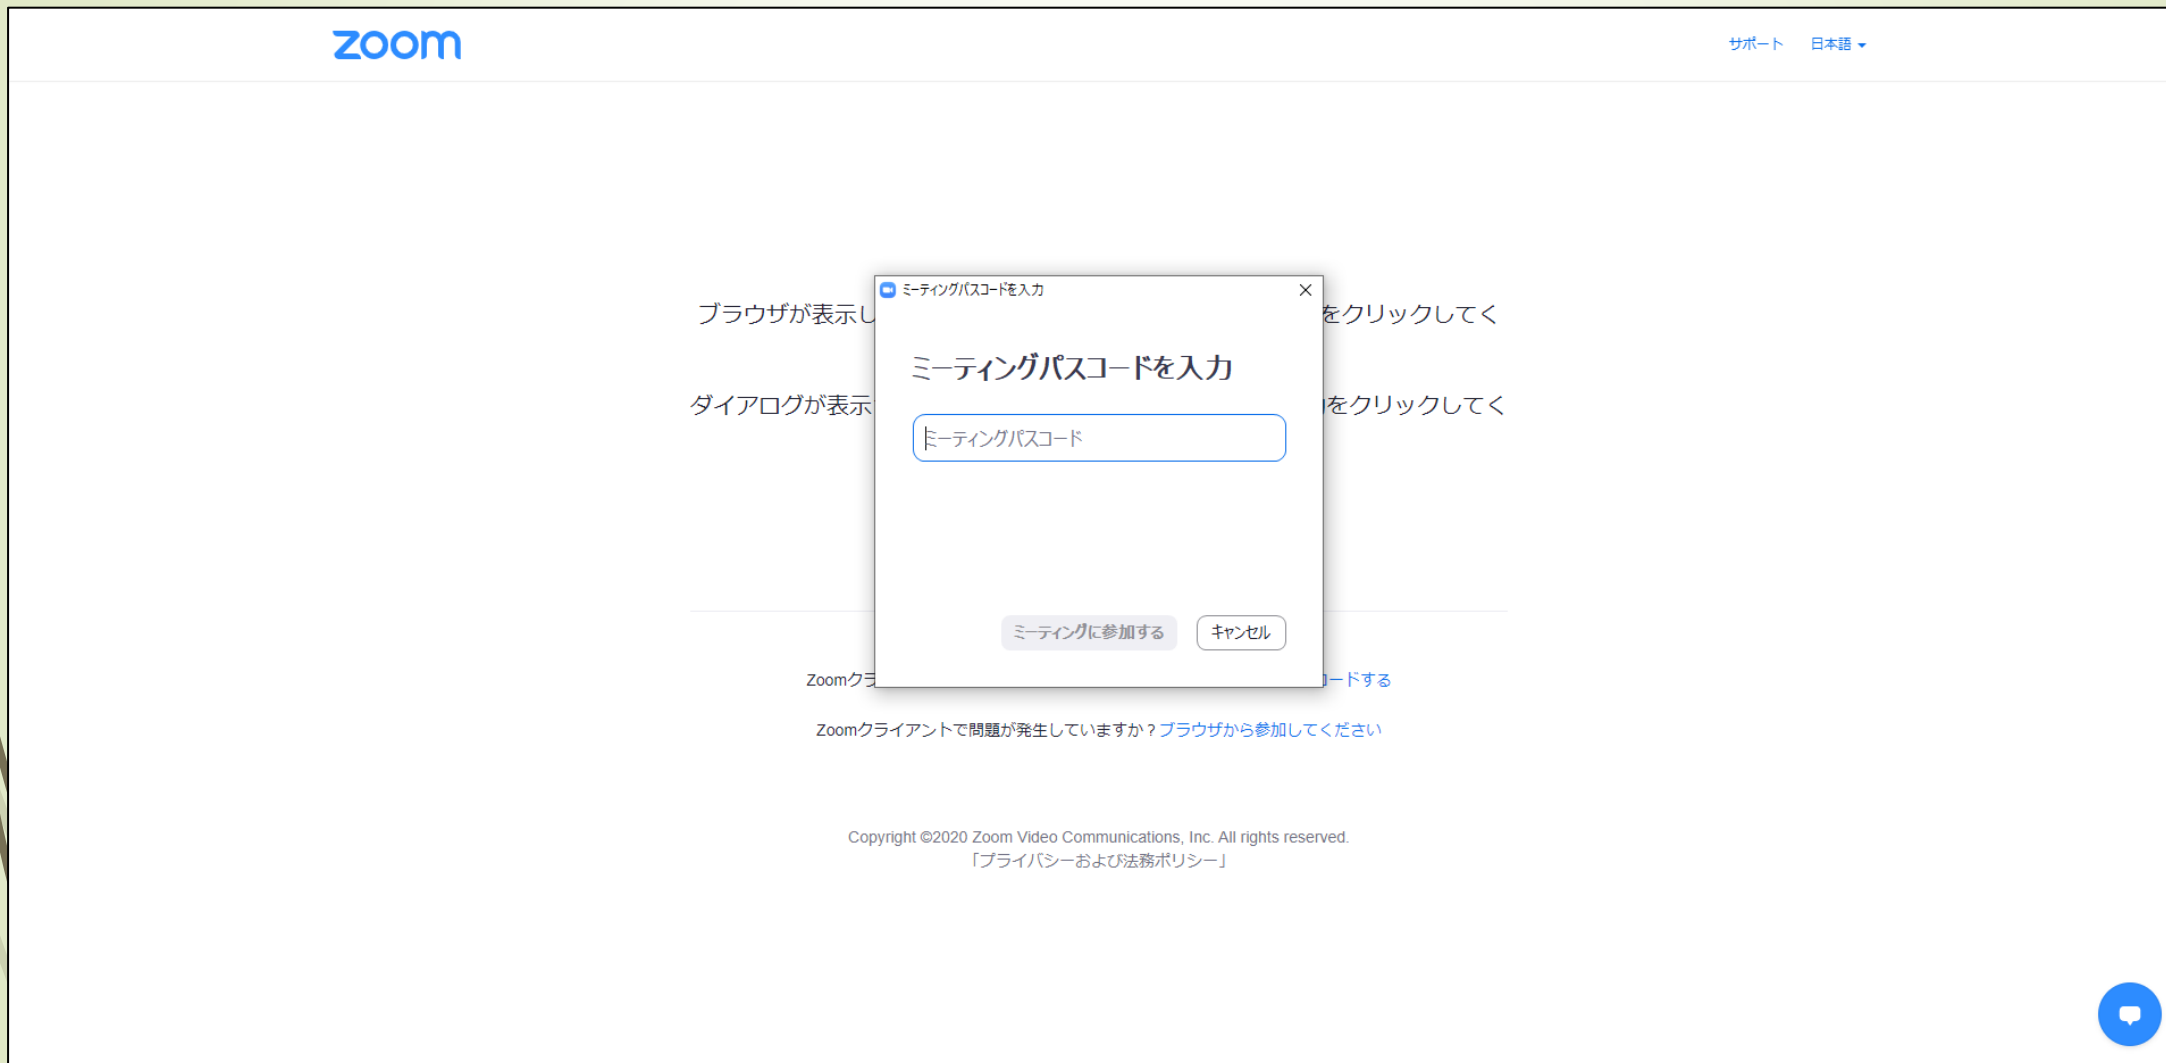 zoom
サポート 日本語
ミーティングパスコードを入力
ブラウザが表示し をクリックしてく
ミーティングパスコードを入力
ダイアログが表示 をクリックしてく
ミーティングパスコード
ミーティングに参加する キャンセル
Zoomクラ ードする
Zoomクライアントで問題が発生していますか?ブラウザから参加してください
Copyright ©2020 Zoom Video Communications, Inc. All rights reserved.
「プライバシーおよび法務ポリシー」